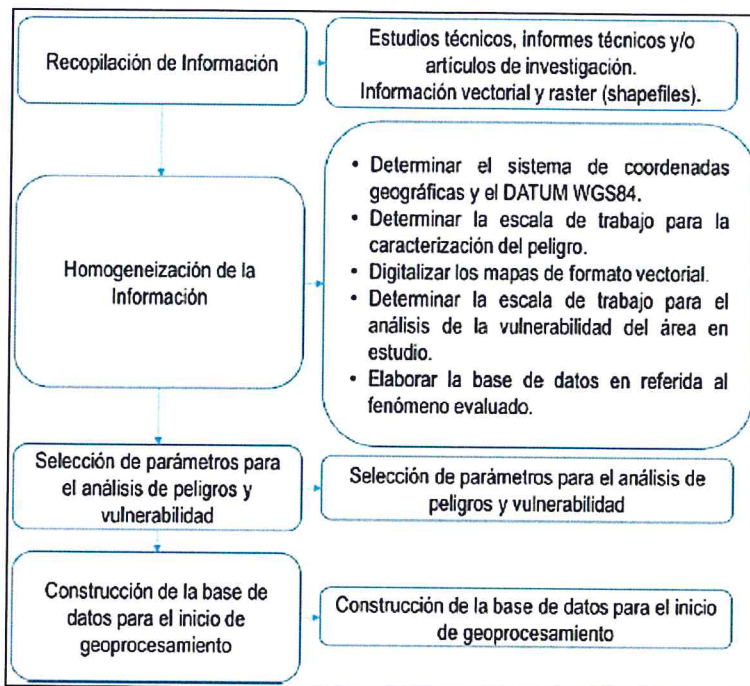 Recopilación de Información
Estudios técnicos, informes técnicos y/o
artículos de investigación.
Información vectorial y raster (shapefiles).
Homogeneización de la
Información
• Determinar el sistema de coordenadas
geográficas y el DATUM WGS84.
• Determinar la escala de trabajo para la
caracterización del peligro.
• Digitalizar los mapas de formato vectorial.
• Determinar la escala de trabajo para el
análisis de la vulnerabilidad del área en
estudio.
• Elaborar la base de datos en referida al
fenómeno evaluado.
Selección de parámetros para
el análisis de peligros y
vulnerabilidad
Selección de parámetros para el análisis de
peligros y vulnerabilidad
Construcción de la base de
datos para el inicio de
geoprocesamiento
Construcción de la base de datos para el inicio
de geoprocesamiento